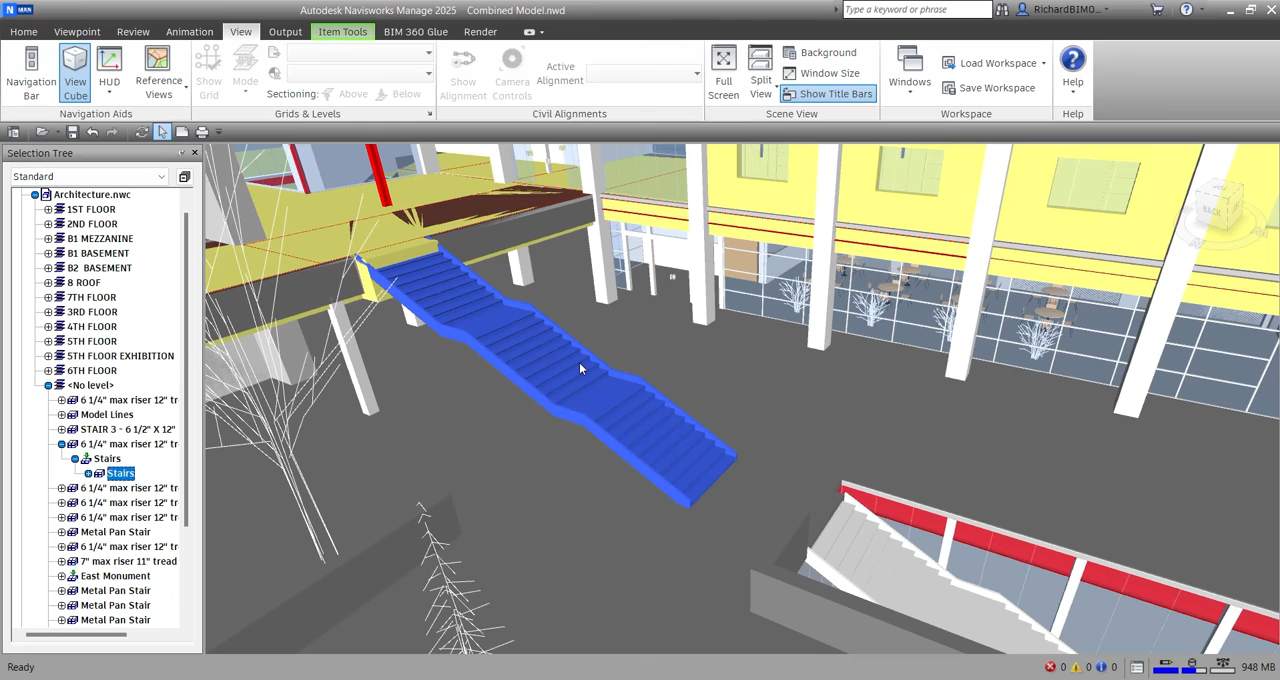 MAN
Autodesk Navisworks Manage 2025 Combined Model.nwd
Type a keyword or phrase
RichardBIM0...
Home Viewpoint Review Animation View Output Item Tools BIM 360 Glue Render
Navigation Bar
View Cube
HUD
Reference Views
Navigation Aids
Show Grid
Mode
Sectioning: Above Below
Grids & Levels
Show Alignment
Camera Controls
Active Alignment
Civil Alignments
Full Screen
Split View
Background
Window Size
Show Title Bars
Scene View
Windows
Load Workspace
Save Workspace
Workspace
Help
Help
Selection Tree
Standard
Architecture.nwc
1ST FLOOR
2ND FLOOR
B1 MEZZANINE
B1 BASEMENT
B2 BASEMENT
8 ROOF
7TH FLOOR
3RD FLOOR
4TH FLOOR
5TH FLOOR
5TH FLOOR EXHIBITION
6TH FLOOR
<No level>
6 1/4" max riser 12" tr
Model Lines
STAIR 3 - 6 1/2" X 12"
6 1/4" max riser 12" tr
Stairs
Stairs
6 1/4" max riser 12" tr
6 1/4" max riser 12" tr
6 1/4" max riser 12" tr
Metal Pan Stair
6 1/4" max riser 12" tr
7" max riser 11" tread
East Monument
Metal Pan Stair
Metal Pan Stair
Metal Pan Stair
BACK
Ready
0 0 0
948 MB